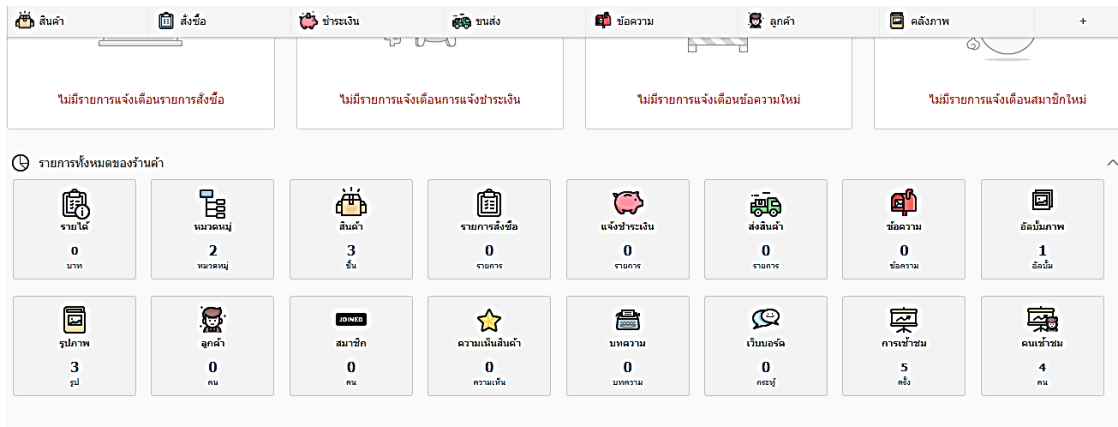 สินค้า สั่งซื้อ ชำระเงิน ขนส่ง ข้อความ ลูกค้า คลังภาพ +
ไม่มีรายการแจ้งเตือนรายการสั่งซื้อ ไม่มีรายการแจ้งเตือนการแจ้งชำระเงิน ไม่มีรายการแจ้งเตือนข้อความใหม่ ไม่มีรายการแจ้งเตือนสมาชิกใหม่
รายการทั้งหมดของร้านค้า
รายได้ หมวดหมู่ สินค้า รายการสั่งซื้อ แจ้งชำระเงิน ส่งสินค้า ข้อความ อัลบั้มภาพ
0 2 3 0 0 0 0 1
บาท หมวดหมู่ ชิ้น รายการ รายการ รายการ ข้อความ อัลบั้ม
JOINED
รูปภาพ ลูกค้า สมาชิก ความเห็นสินค้า บทความ เว็บบอร์ด การเข้าชม คนเข้าชม
3 0 0 0 0 0 5 4
รูป คน คน ความเห็น บทความ กระทู้ ครั้ง คน